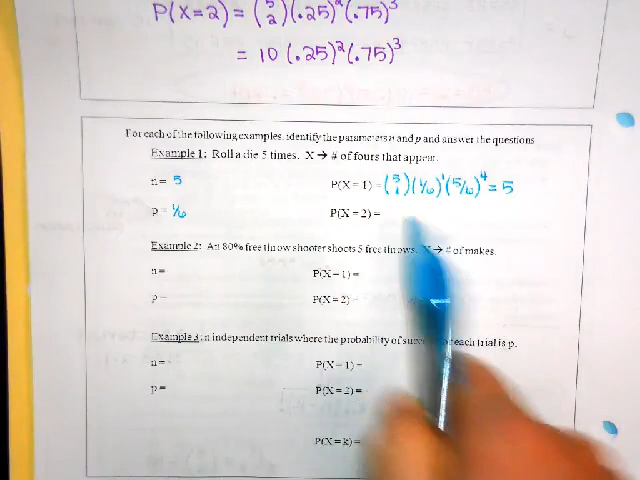 P(X=2) = (5 2)(.25)²(.75)³
= 10 (.25)²(.75)³
For each of the following examples, identify the parameters n and p and answer the questions
Example 1: Roll a die 5 times. X → # of fours that appear.
n = 5 P(X = 1) = (5 1)(1/6)¹(5/6)⁴ = 5
p = 1/6 P(X = 2) =
Example 2: An 80% free throw shooter shoots 5 free throws. X → # of makes.
n = P(X = 1) =
p = P(X = 2) =
Example 3: n independent trials where the probability of each trial is p.
n = P(X = 1) =
p = P(X = 2) =
P(X = k) =